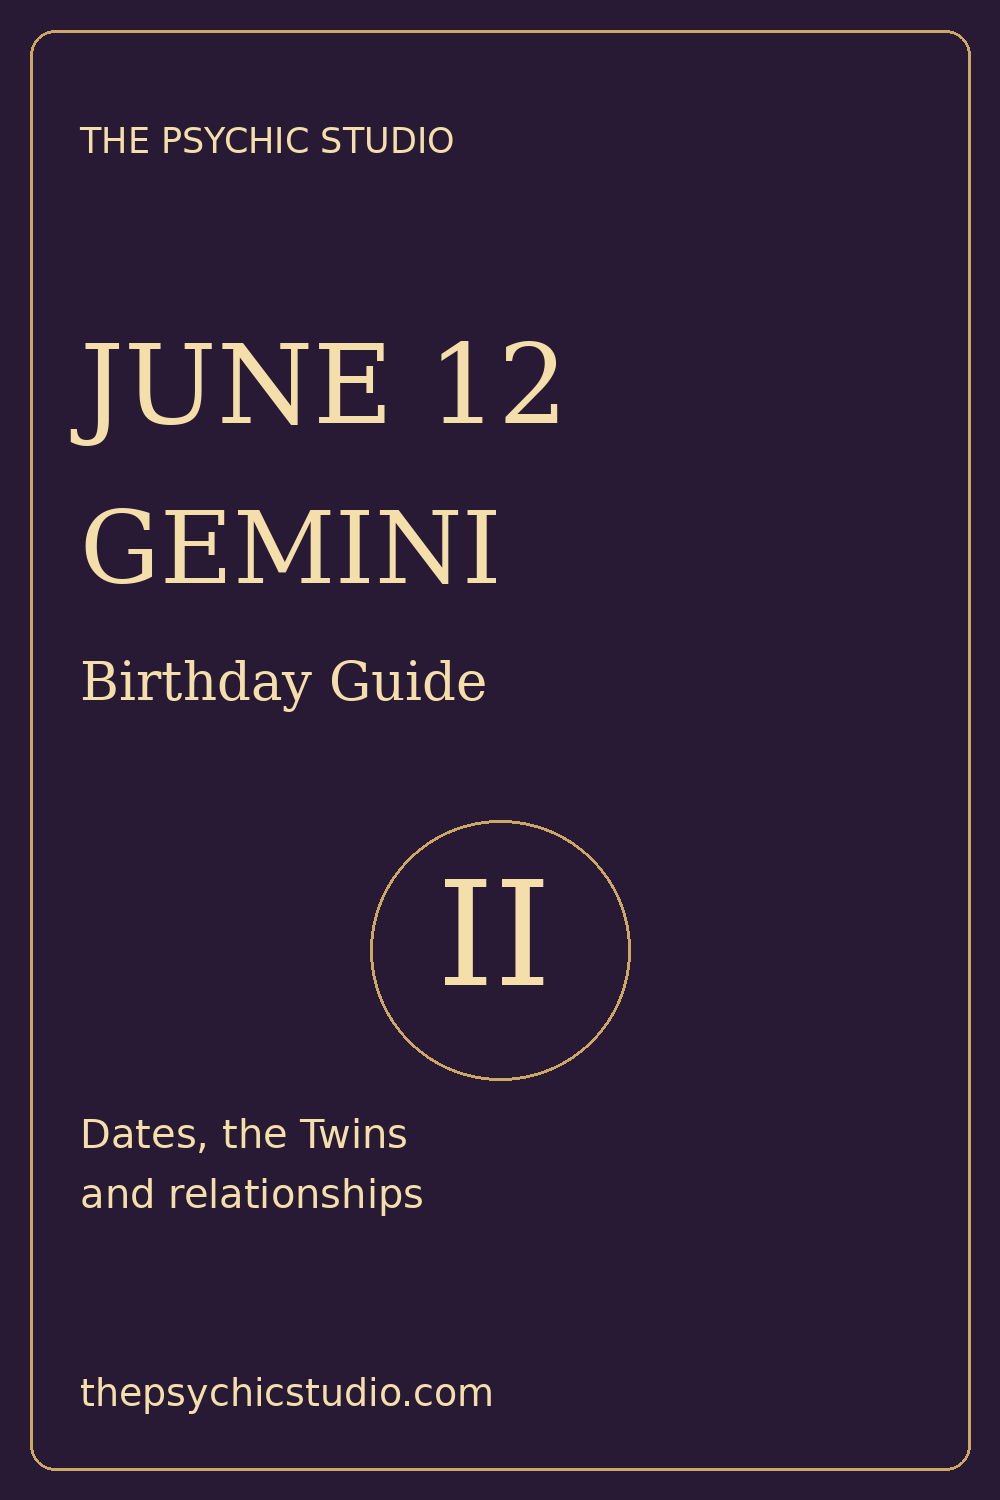 THE PSYCHIC STUDIO
JUNE 12
GEMINI
Birthday Guide
II
Dates, the Twins
and relationships
thepsychicstudio.com